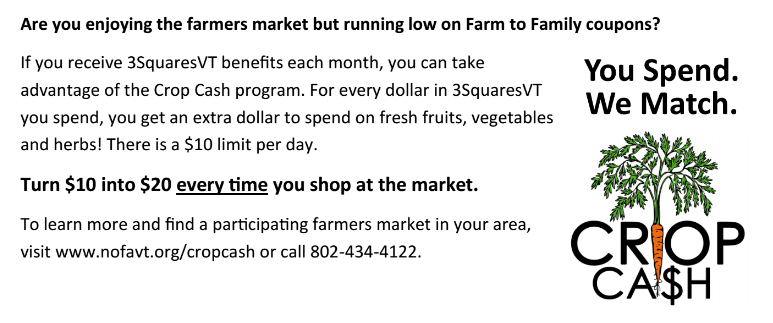 Are you enjoying the farmers market but running low on Farm to Family coupons?
If you receive 3SquaresVT benefits each month, you can take
advantage of the Crop Cash program. For every dollar in 3SquaresVT
you spend, you get an extra dollar to spend on fresh fruits, vegetables
and herbs! There is a $10 limit per day.
Turn $10 into $20 every time you shop at the market.
To learn more and find a participating farmers market in your area,
visit www.nofavt.org/cropcash or call 802-434-4122.
You Spend.
We Match.
CROP
CA$H